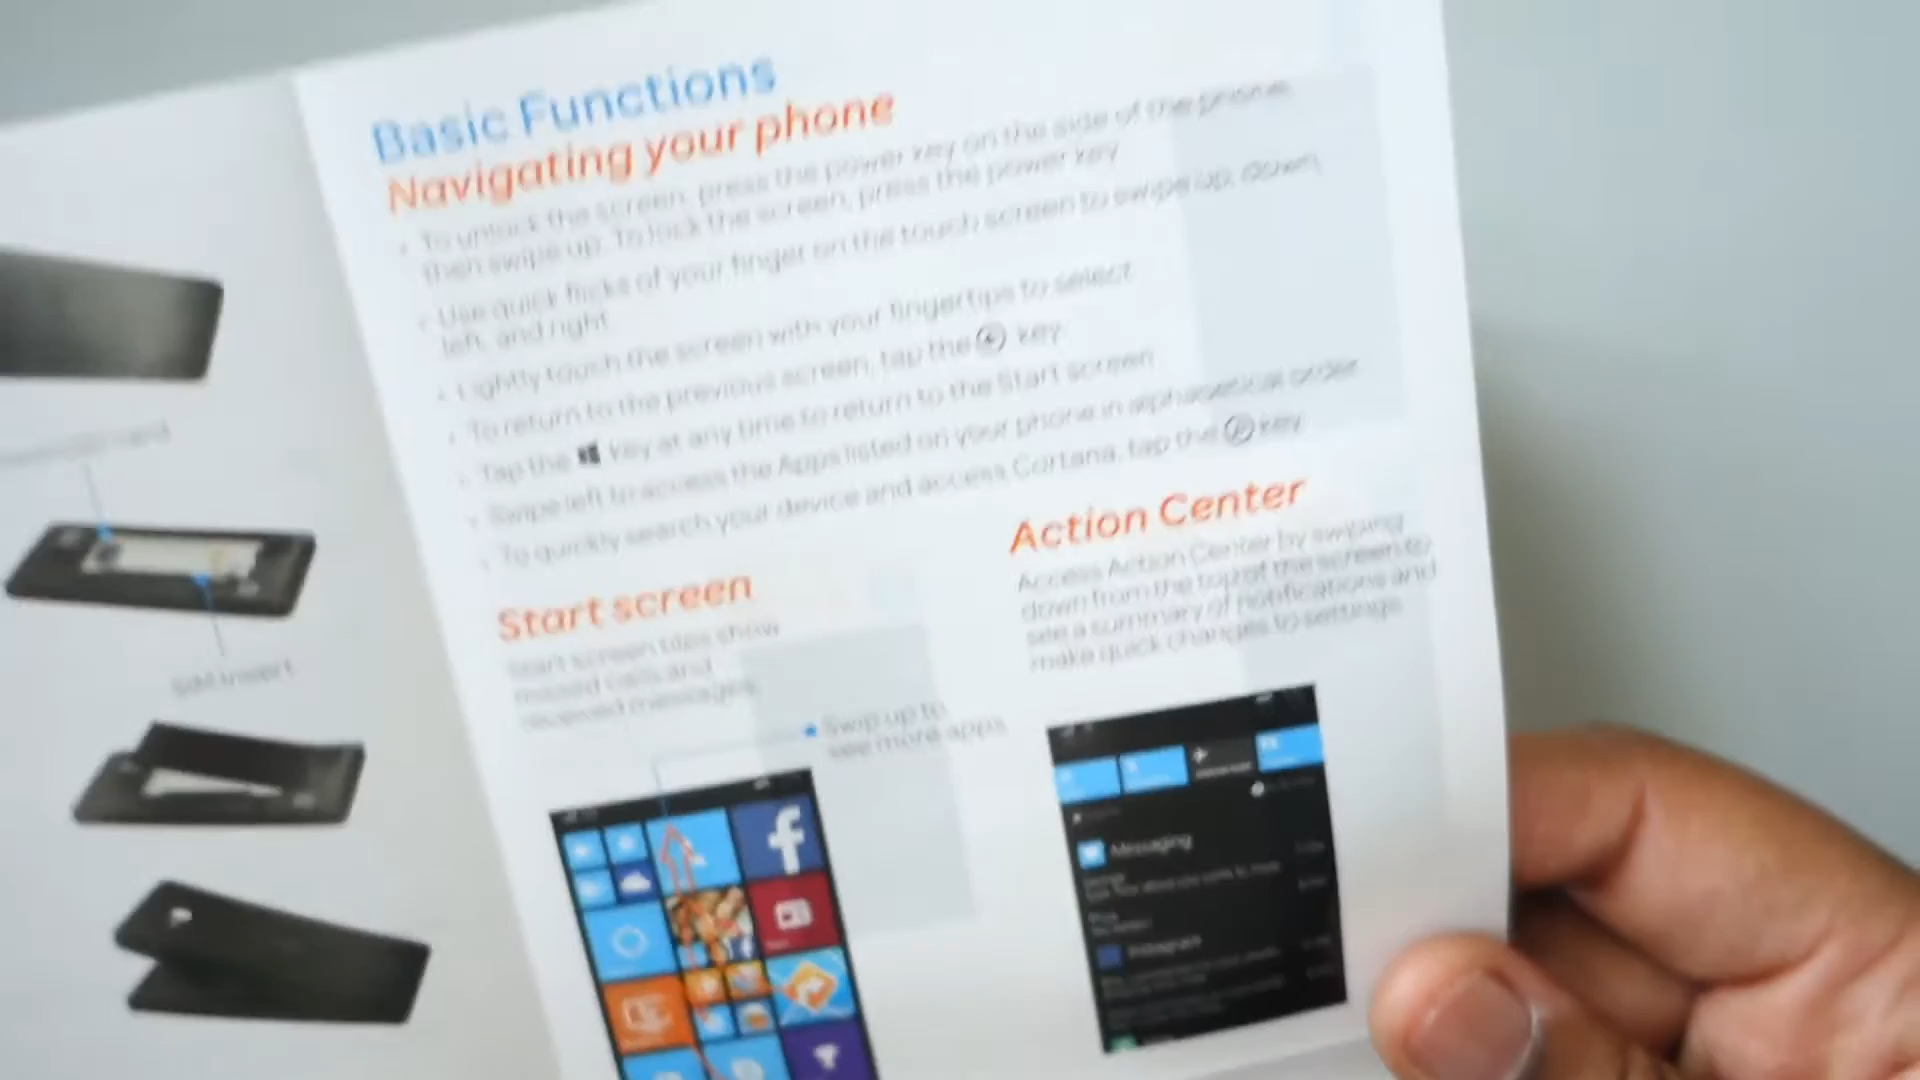 Basic Functions
Navigating your phone
• To unlock the screen, press the power key on the side of the phone,
then swipe up. To lock the screen, press the power key
• Use quick flicks of your finger on the touch screen to swipe up, down,
left, and right.
• Lightly touch the screen with your fingertips to select
• To return to the previous screen, tap the key.
• Tap the key at any time to return to the Start screen
• Swipe left to access the Apps listed on your phone in alphabetical order
• To quickly search your device and access Cortana, tap the key
Start screen
Start screen tiles show
missed calls and
received messages.
Swip up to
see more apps
Action Center
Access Action Center by swiping
down from the top of the screen to
see a summary of notifications and
make quick changes to settings.
Messaging
Instagram
card
SIM insert